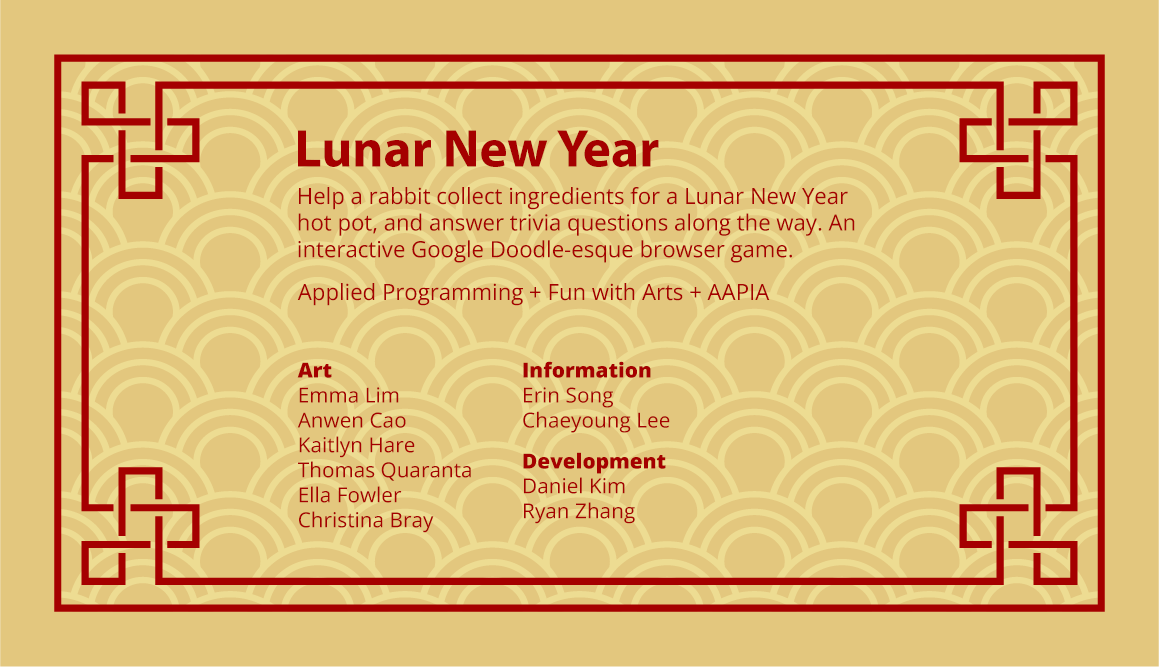 Lunar New Year
Help a rabbit collect ingredients for a Lunar New Year
hot pot, and answer trivia questions along the way. An
interactive Google Doodle-esque browser game.
Applied Programming + Fun with Arts + AAPIA
Art
Emma Lim
Anwen Cao
Kaitlyn Hare
Thomas Quaranta
Ella Fowler
Christina Bray
Information
Erin Song
Chaeyoung Lee
Development
Daniel Kim
Ryan Zhang